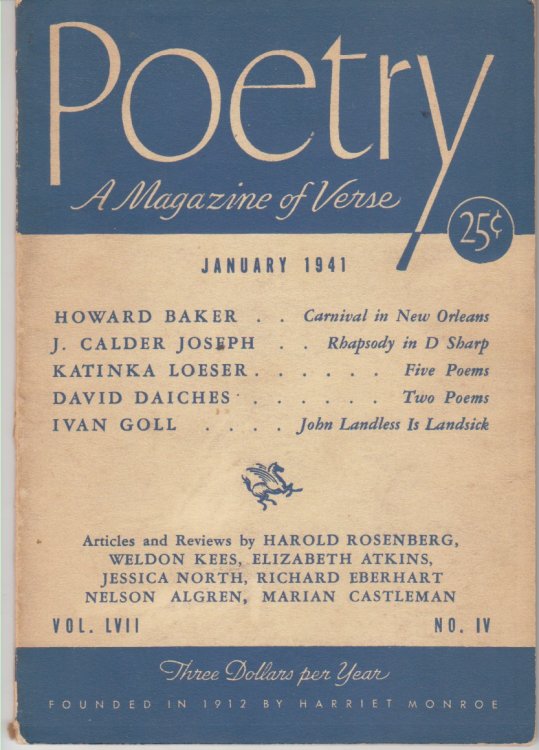 Poetry
A Magazine of Verse
25¢
JANUARY 1941
HOWARD BAKER . . Carnival in New Orleans
J. CALDER JOSEPH . . Rhapsody in D Sharp
KATINKA LOESER . . . . . . Five Poems
DAVID DAICHES . . . . . . . Two Poems
IVAN GOLL . . . . John Landless Is Landsick
Articles and Reviews by HAROLD ROSENBERG,
WELDON KEES, ELIZABETH ATKINS,
JESSICA NORTH, RICHARD EBERHART
NELSON ALGREN, MARIAN CASTLEMAN
VOL. LVII NO. IV
Three Dollars per Year
FOUNDED IN 1912 BY HARRIET MONROE